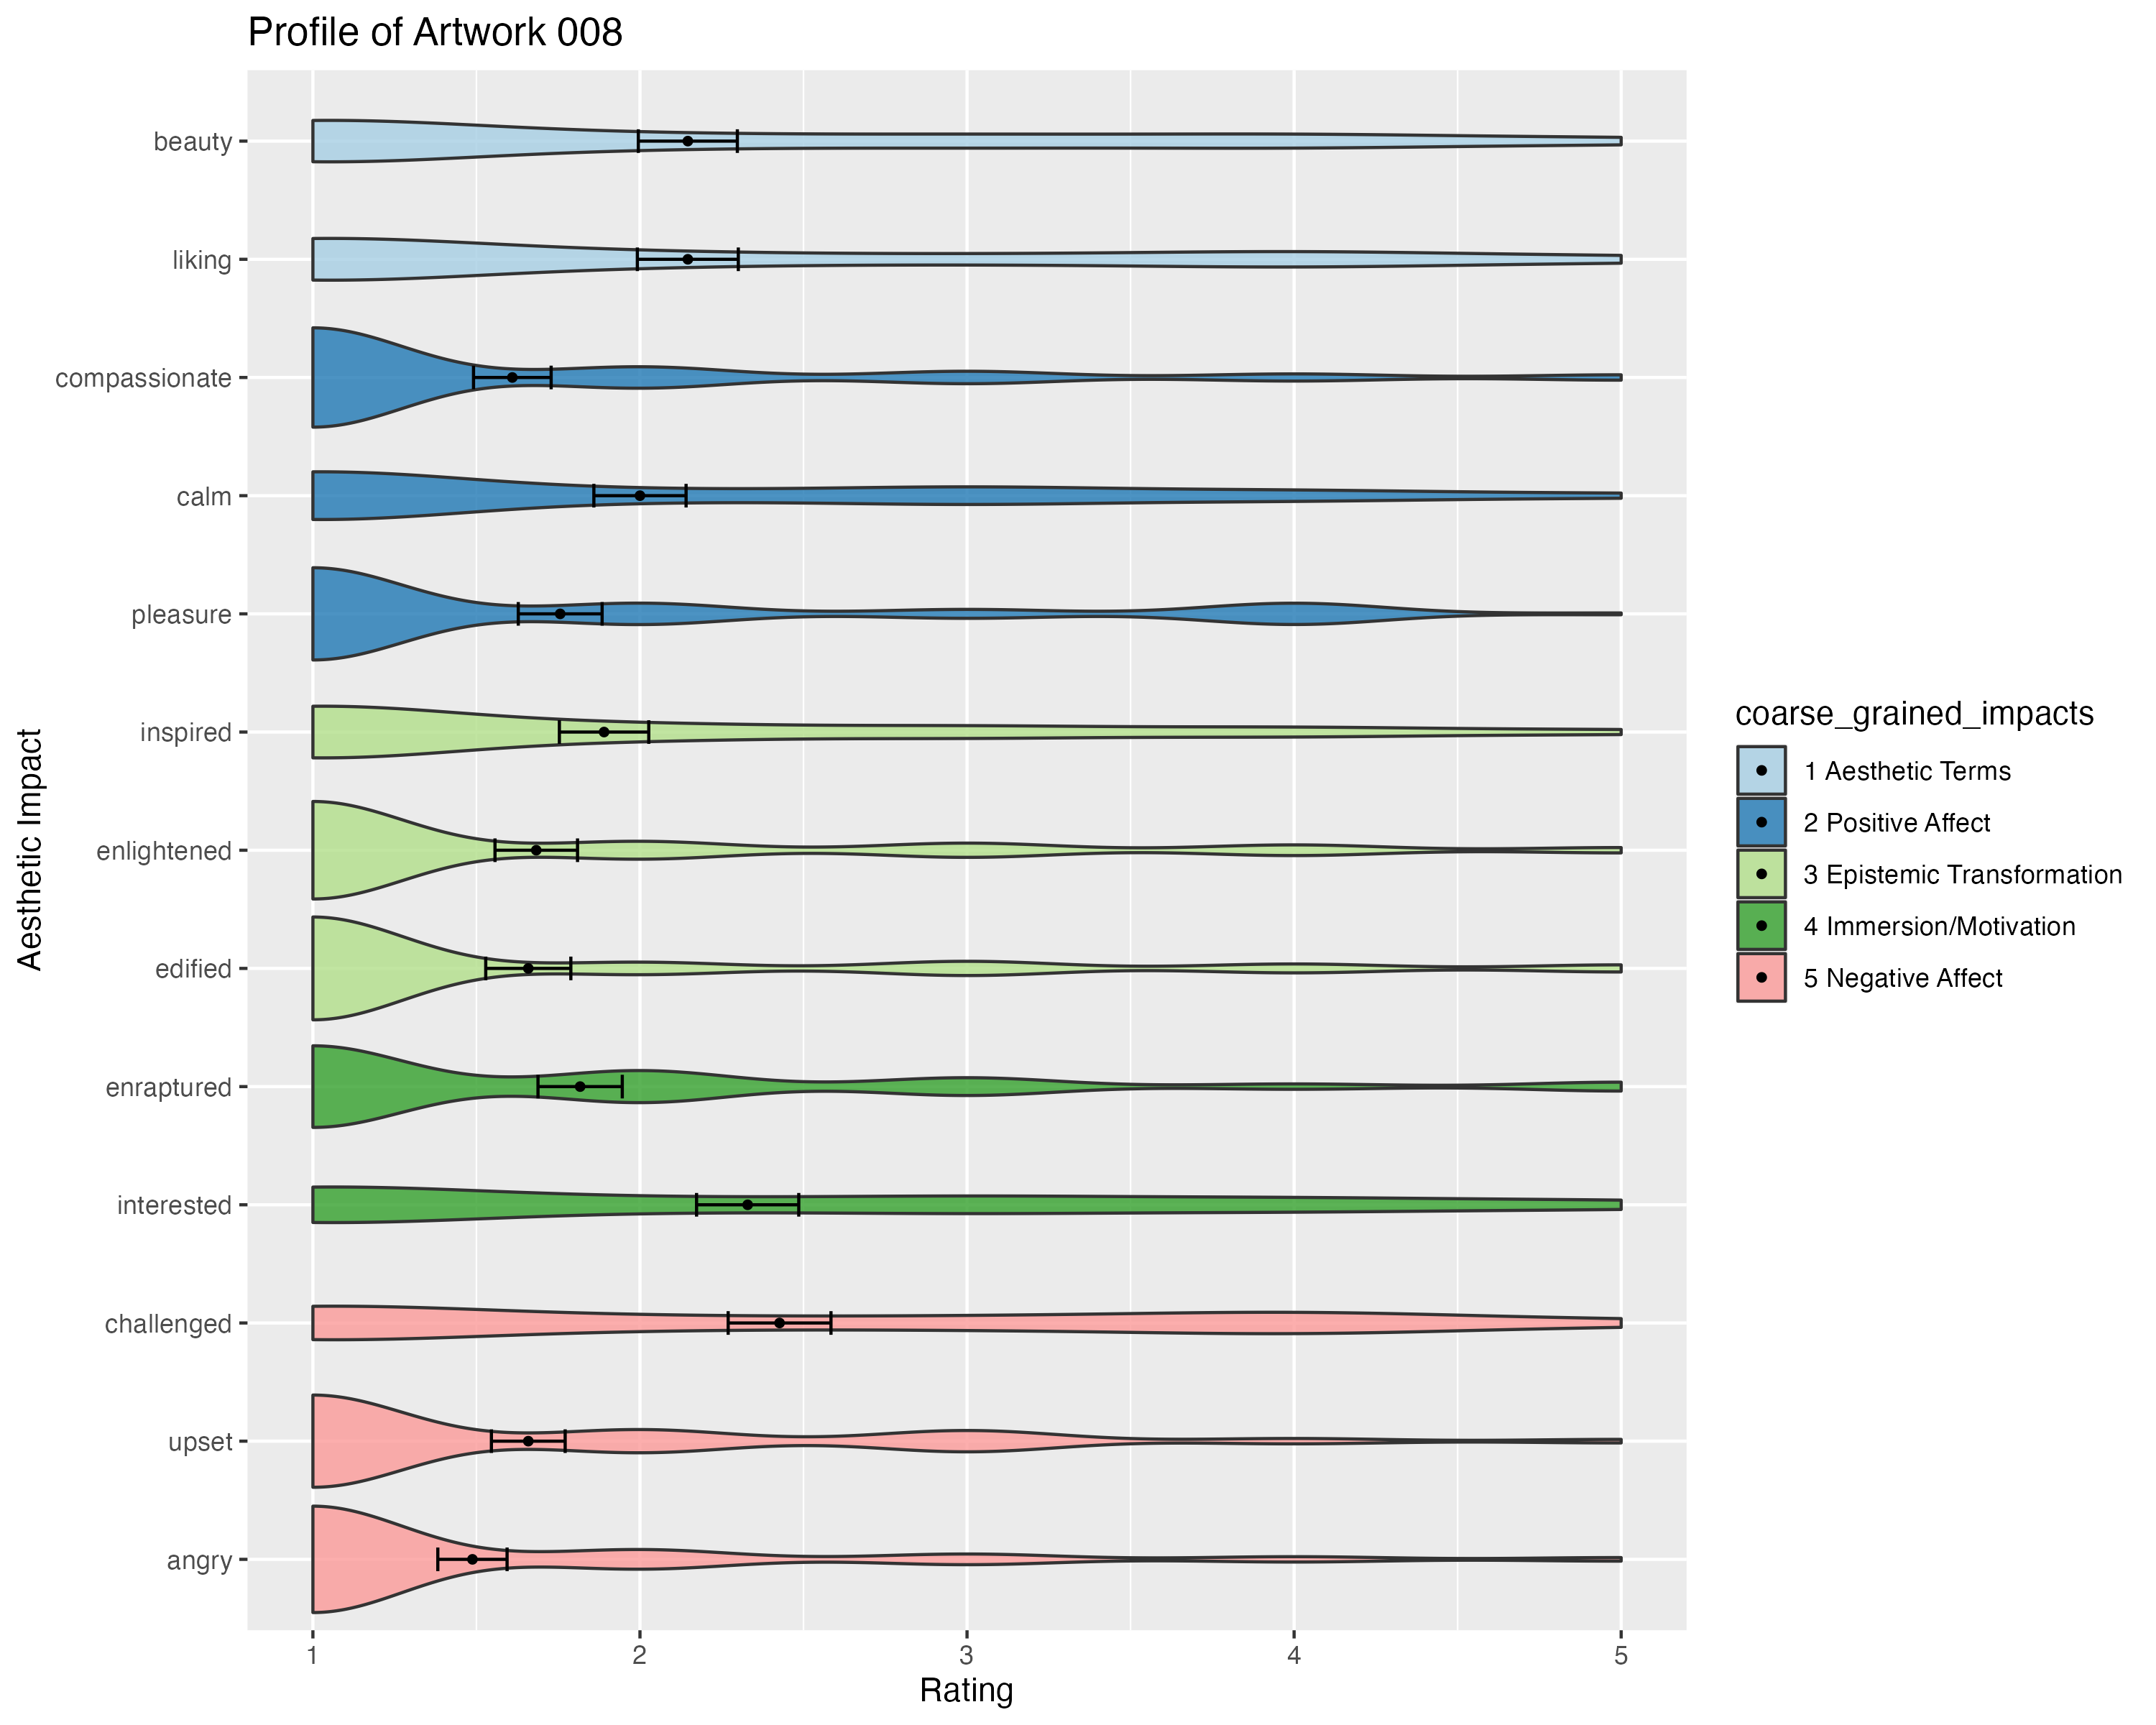 Profile of Artwork 008
beauty
liking
compassionate
calm
pleasure
inspired
enlightened
edified
enraptured
interested
challenged
upset
angry
Aesthetic Impact
1 2 3 4 5
Rating
coarse_grained_impacts
1 Aesthetic Terms
2 Positive Affect
3 Epistemic Transformation
4 Immersion/Motivation
5 Negative Affect